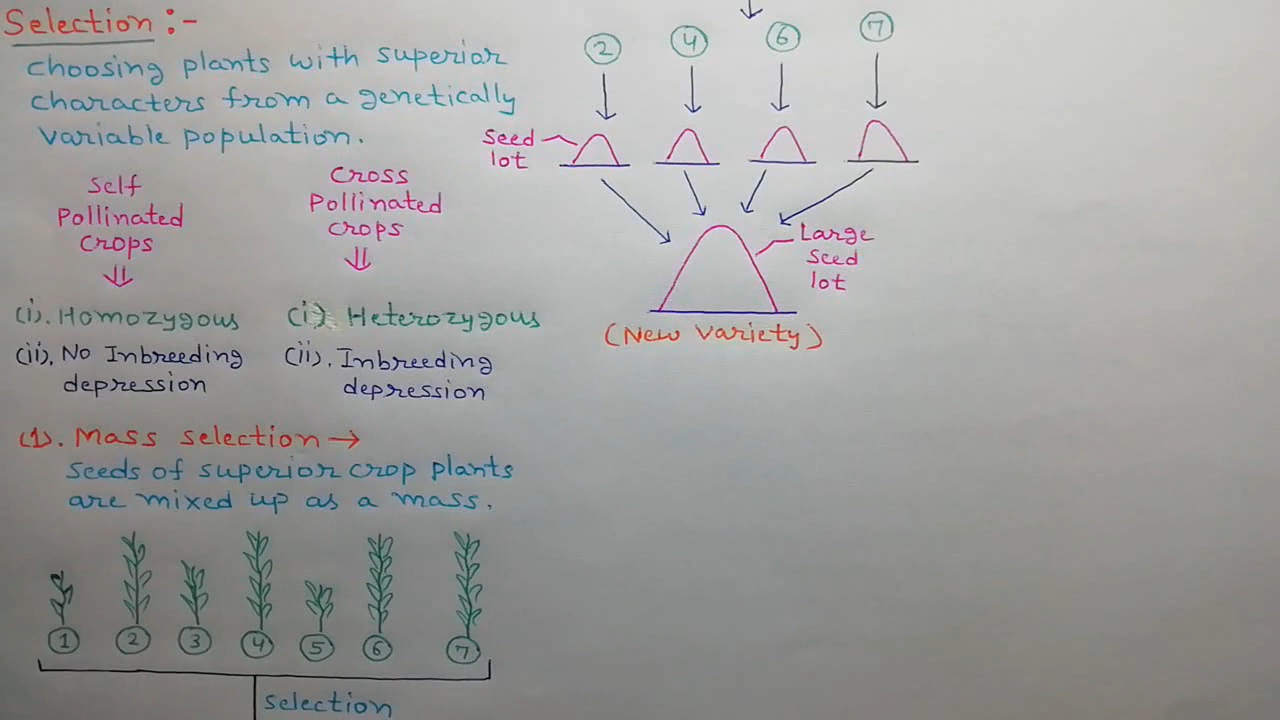 Selection :-
choosing plants with superior
characters from a genetically
variable population.
Self
Pollinated
crops
Cross
Pollinated
crops
(i). Homozygous
(ii). No Inbreeding
depression
(i). Heterozygous
(ii). Inbreeding
depression
(1). Mass selection →
Seeds of superior crop plants
are mixed up as a mass.
1 2 3 4 5 6 7
selection
2 4 6 7
Seed
lot
Large
Seed
lot
(New variety)